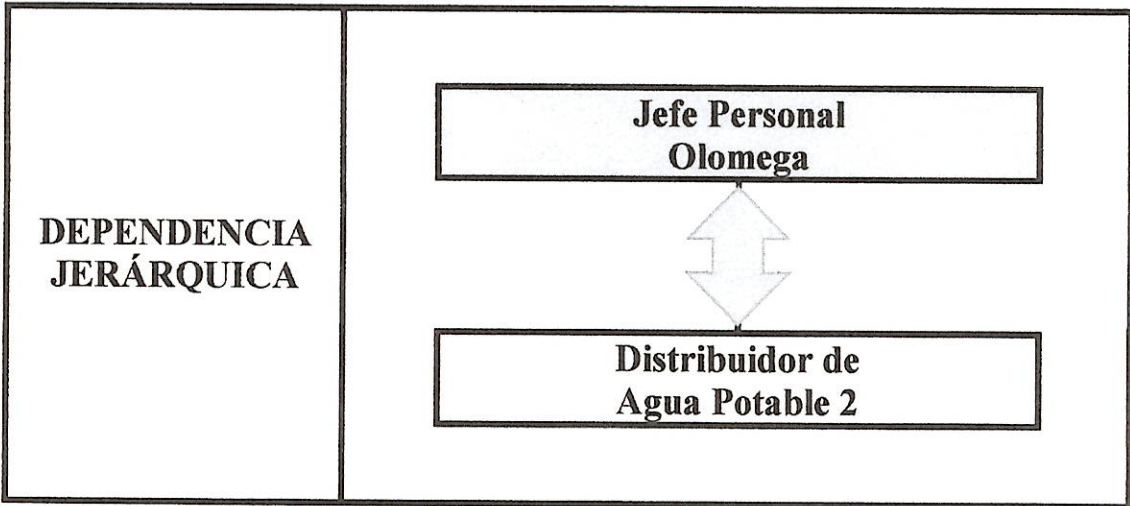 DEPENDENCIA
JERÁRQUICA
Jefe Personal
Olomega
Distribuidor de
Agua Potable 2